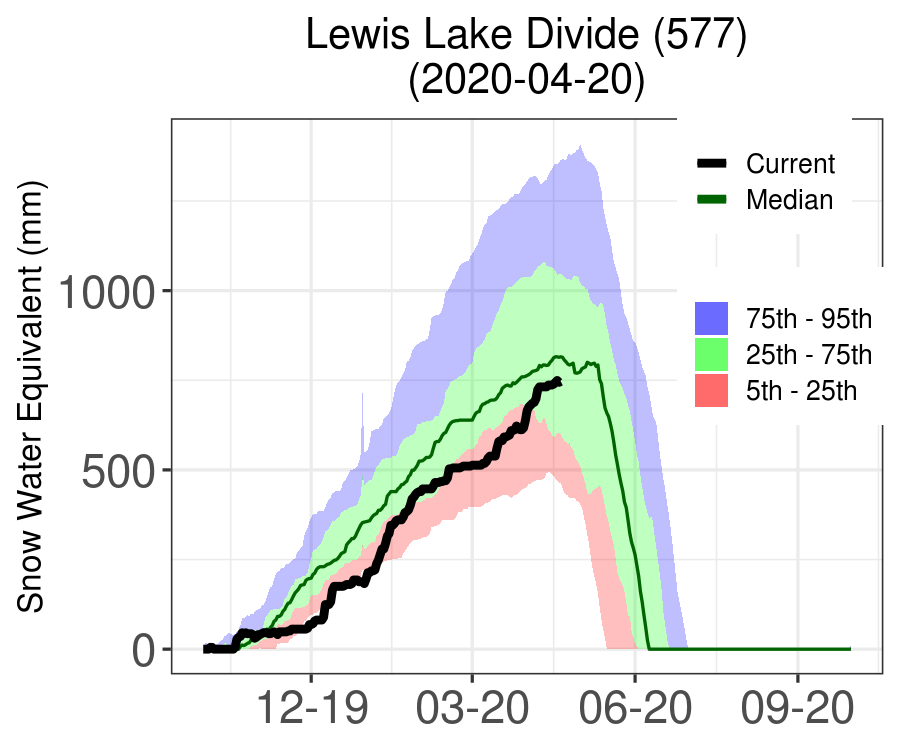 Lewis Lake Divide (577)
(2020-04-20)
Snow Water Equivalent (mm)
1000
500
0
12-19
03-20
06-20
09-20
Current
Median
75th - 95th
25th - 75th
5th - 25th